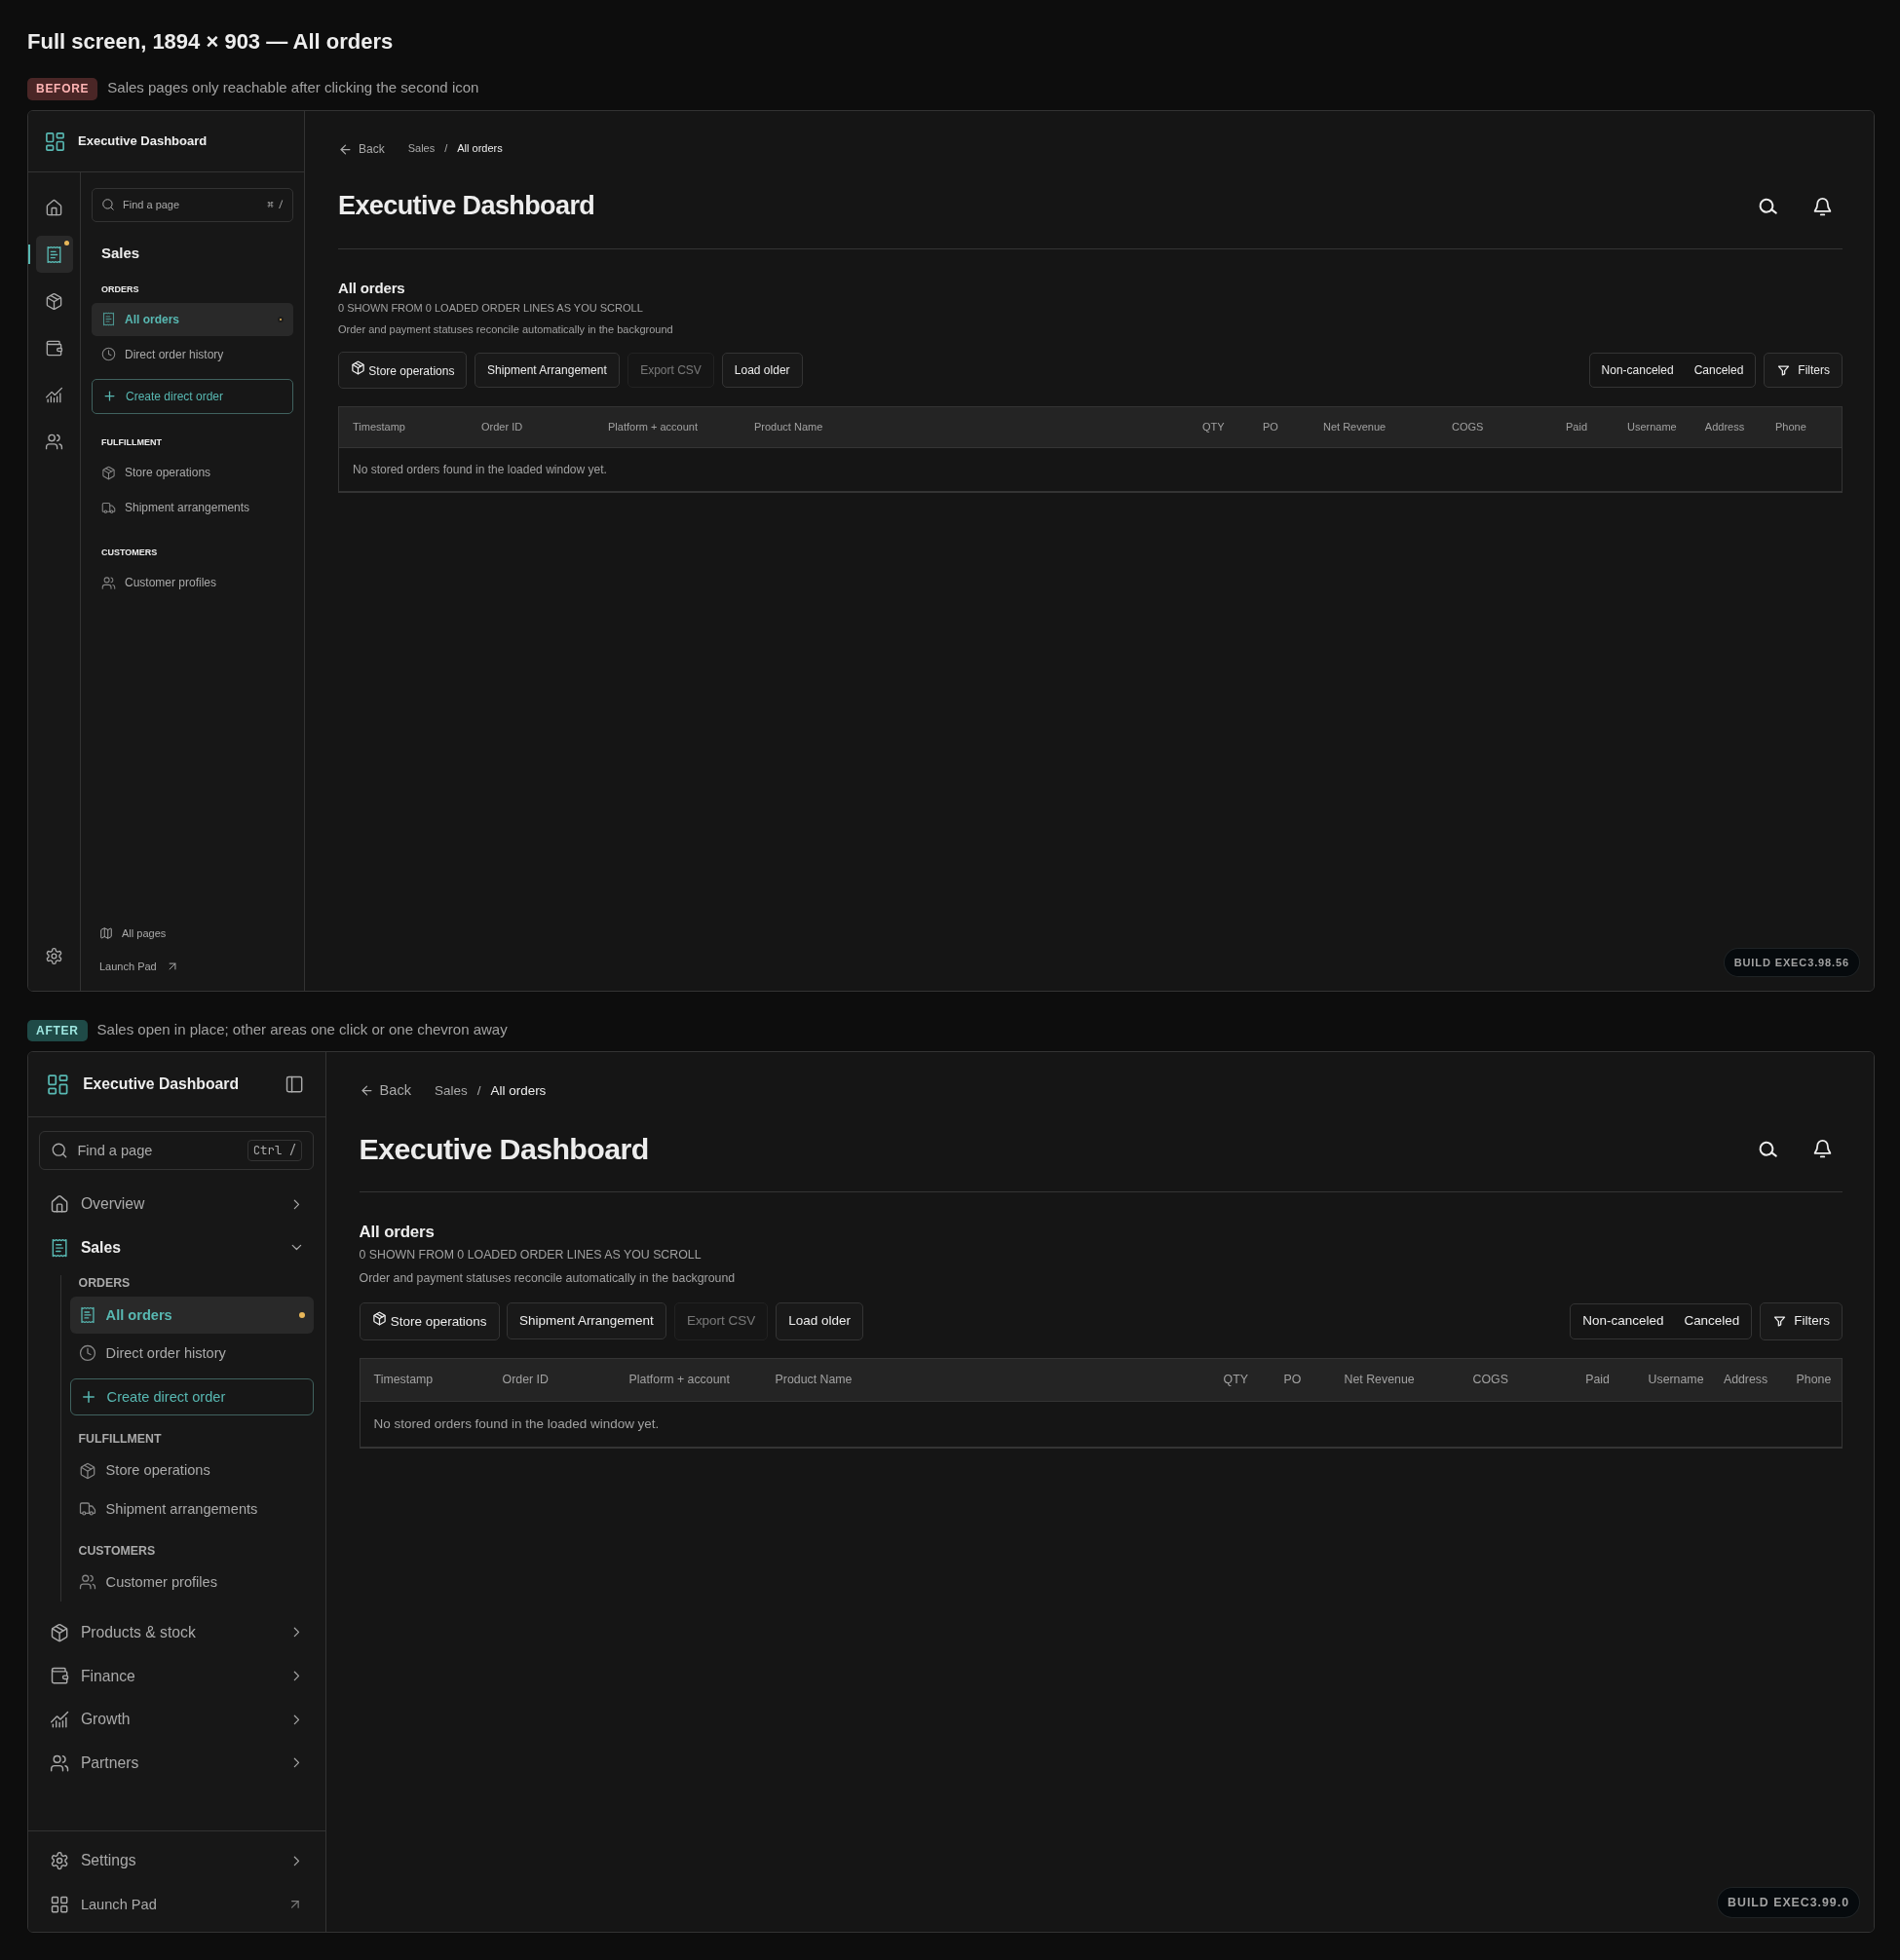 Full screen, 1894 × 903 — All orders
BEFORE Sales pages only reachable after clicking the second icon
Executive Dashboard
Find a page ⌘ /
Sales
ORDERS
All orders
Direct order history
Create direct order
FULFILLMENT
Store operations
Shipment arrangements
CUSTOMERS
Customer profiles
All pages
Launch Pad
Back Sales / All orders
Executive Dashboard
All orders
0 SHOWN FROM 0 LOADED ORDER LINES AS YOU SCROLL
Order and payment statuses reconcile automatically in the background
Store operations Shipment Arrangement Export CSV Load older Non-canceled Canceled Filters
Timestamp Order ID Platform + account Product Name QTY PO Net Revenue COGS Paid Username Address Phone
No stored orders found in the loaded window yet.
BUILD EXEC3.98.56
AFTER Sales open in place; other areas one click or one chevron away
Executive Dashboard
Find a page Ctrl /
Overview
Sales
ORDERS
All orders
Direct order history
Create direct order
FULFILLMENT
Store operations
Shipment arrangements
CUSTOMERS
Customer profiles
Products & stock
Finance
Growth
Partners
Settings
Launch Pad
Back Sales / All orders
Executive Dashboard
All orders
0 SHOWN FROM 0 LOADED ORDER LINES AS YOU SCROLL
Order and payment statuses reconcile automatically in the background
Store operations Shipment Arrangement Export CSV Load older Non-canceled Canceled Filters
Timestamp Order ID Platform + account Product Name QTY PO Net Revenue COGS Paid Username Address Phone
No stored orders found in the loaded window yet.
BUILD EXEC3.99.0